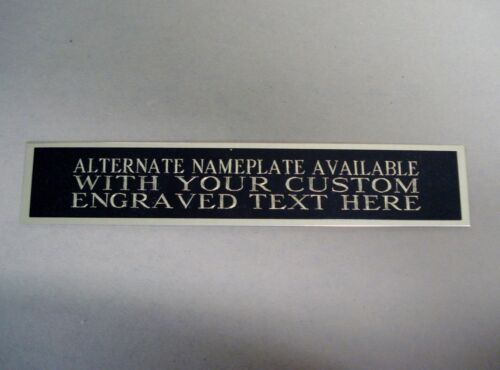 ALTERNATE NAMEPLATE AVAILABLE
WITH YOUR CUSTOM
ENGRAVED TEXT HERE